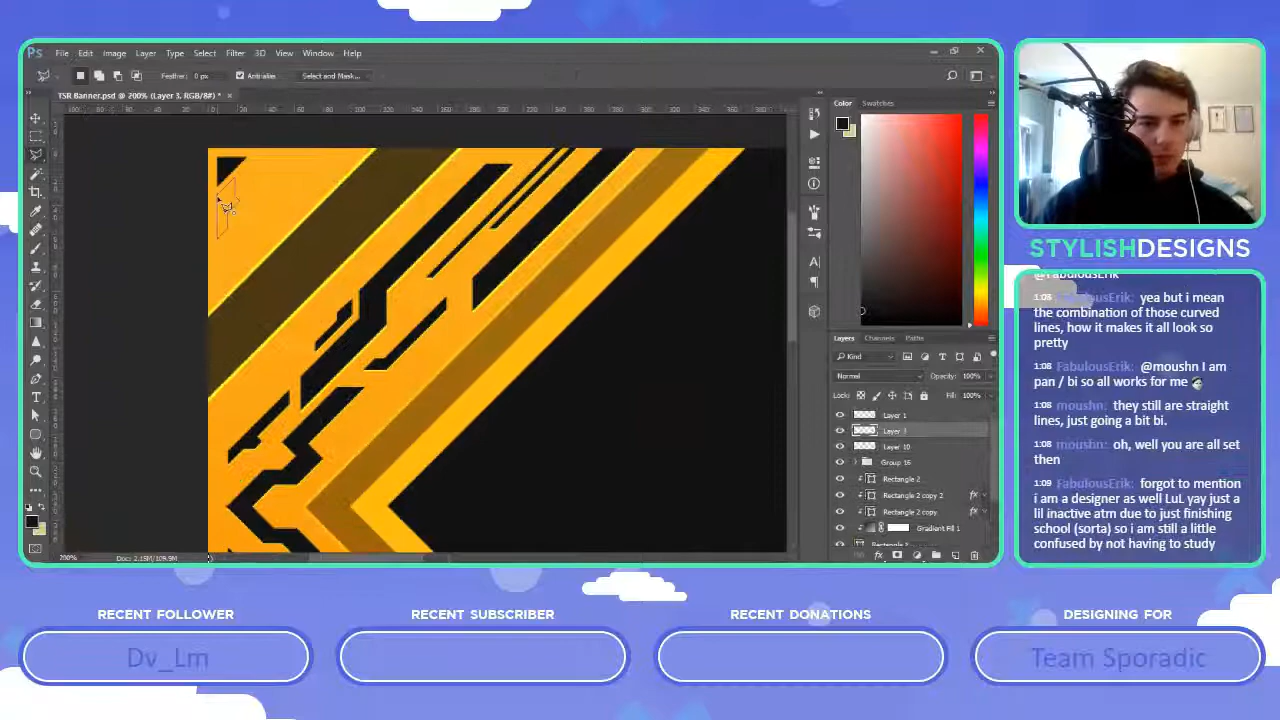 Ps File Edit Image Layer Type Select Filter 3D View Window Help
Feather: 0 px Anti-alias Select and Mask...
TSR Banner.psd @ 200% (Layer 3, RGB/8#) *
Color Swatches
Layers Channels Paths
Kind
Normal Opacity: 100%
Lock: Fill: 100%
Layer 1
Layer 3
Layer 10
Group 16
Rectangle 2
Rectangle 2 copy 2 fx
Rectangle 2 copy fx
Gradient Fill 1
200%
STYLISHDESIGNS
@FabulousErik
1:08 FabulousErik: yea but i mean
the combination of those curved
lines, how it makes it all look so
pretty
1:08 FabulousErik: @moushn I am
pan / bi so all works for me
1:08 moushn: they still are straight
lines, just going a bit bi.
1:08 moushn: oh, well you are all set
then
1:09 FabulousErik: forgot to mention
i am a designer as well LuL yay just a
lil inactive atm due to just finishing
school (sorta) so i am still a little
confused by not having to study
RECENT FOLLOWER
RECENT SUBSCRIBER
RECENT DONATIONS
DESIGNING FOR
Dv_Lm
Team Sporadic